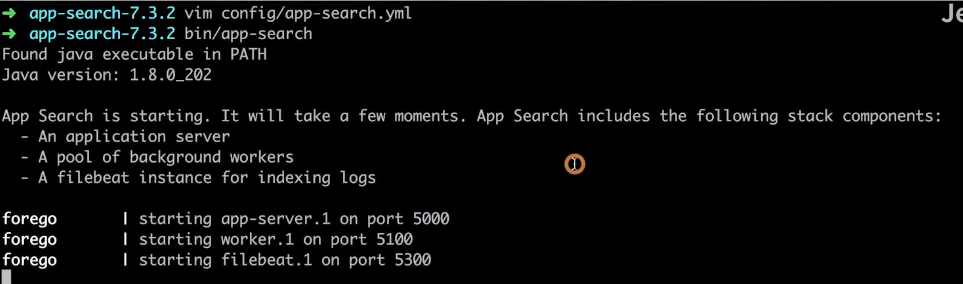 ➜ app-search-7.3.2 vim config/app-search.yml
Je
➜ app-search-7.3.2 bin/app-search
Found java executable in PATH
Java version: 1.8.0_202
App Search is starting. It will take a few moments. App Search includes the following stack components:
- An application server
- A pool of background workers
- A filebeat instance for indexing logs
forego | starting app-server.1 on port 5000
forego | starting worker.1 on port 5100
forego | starting filebeat.1 on port 5300